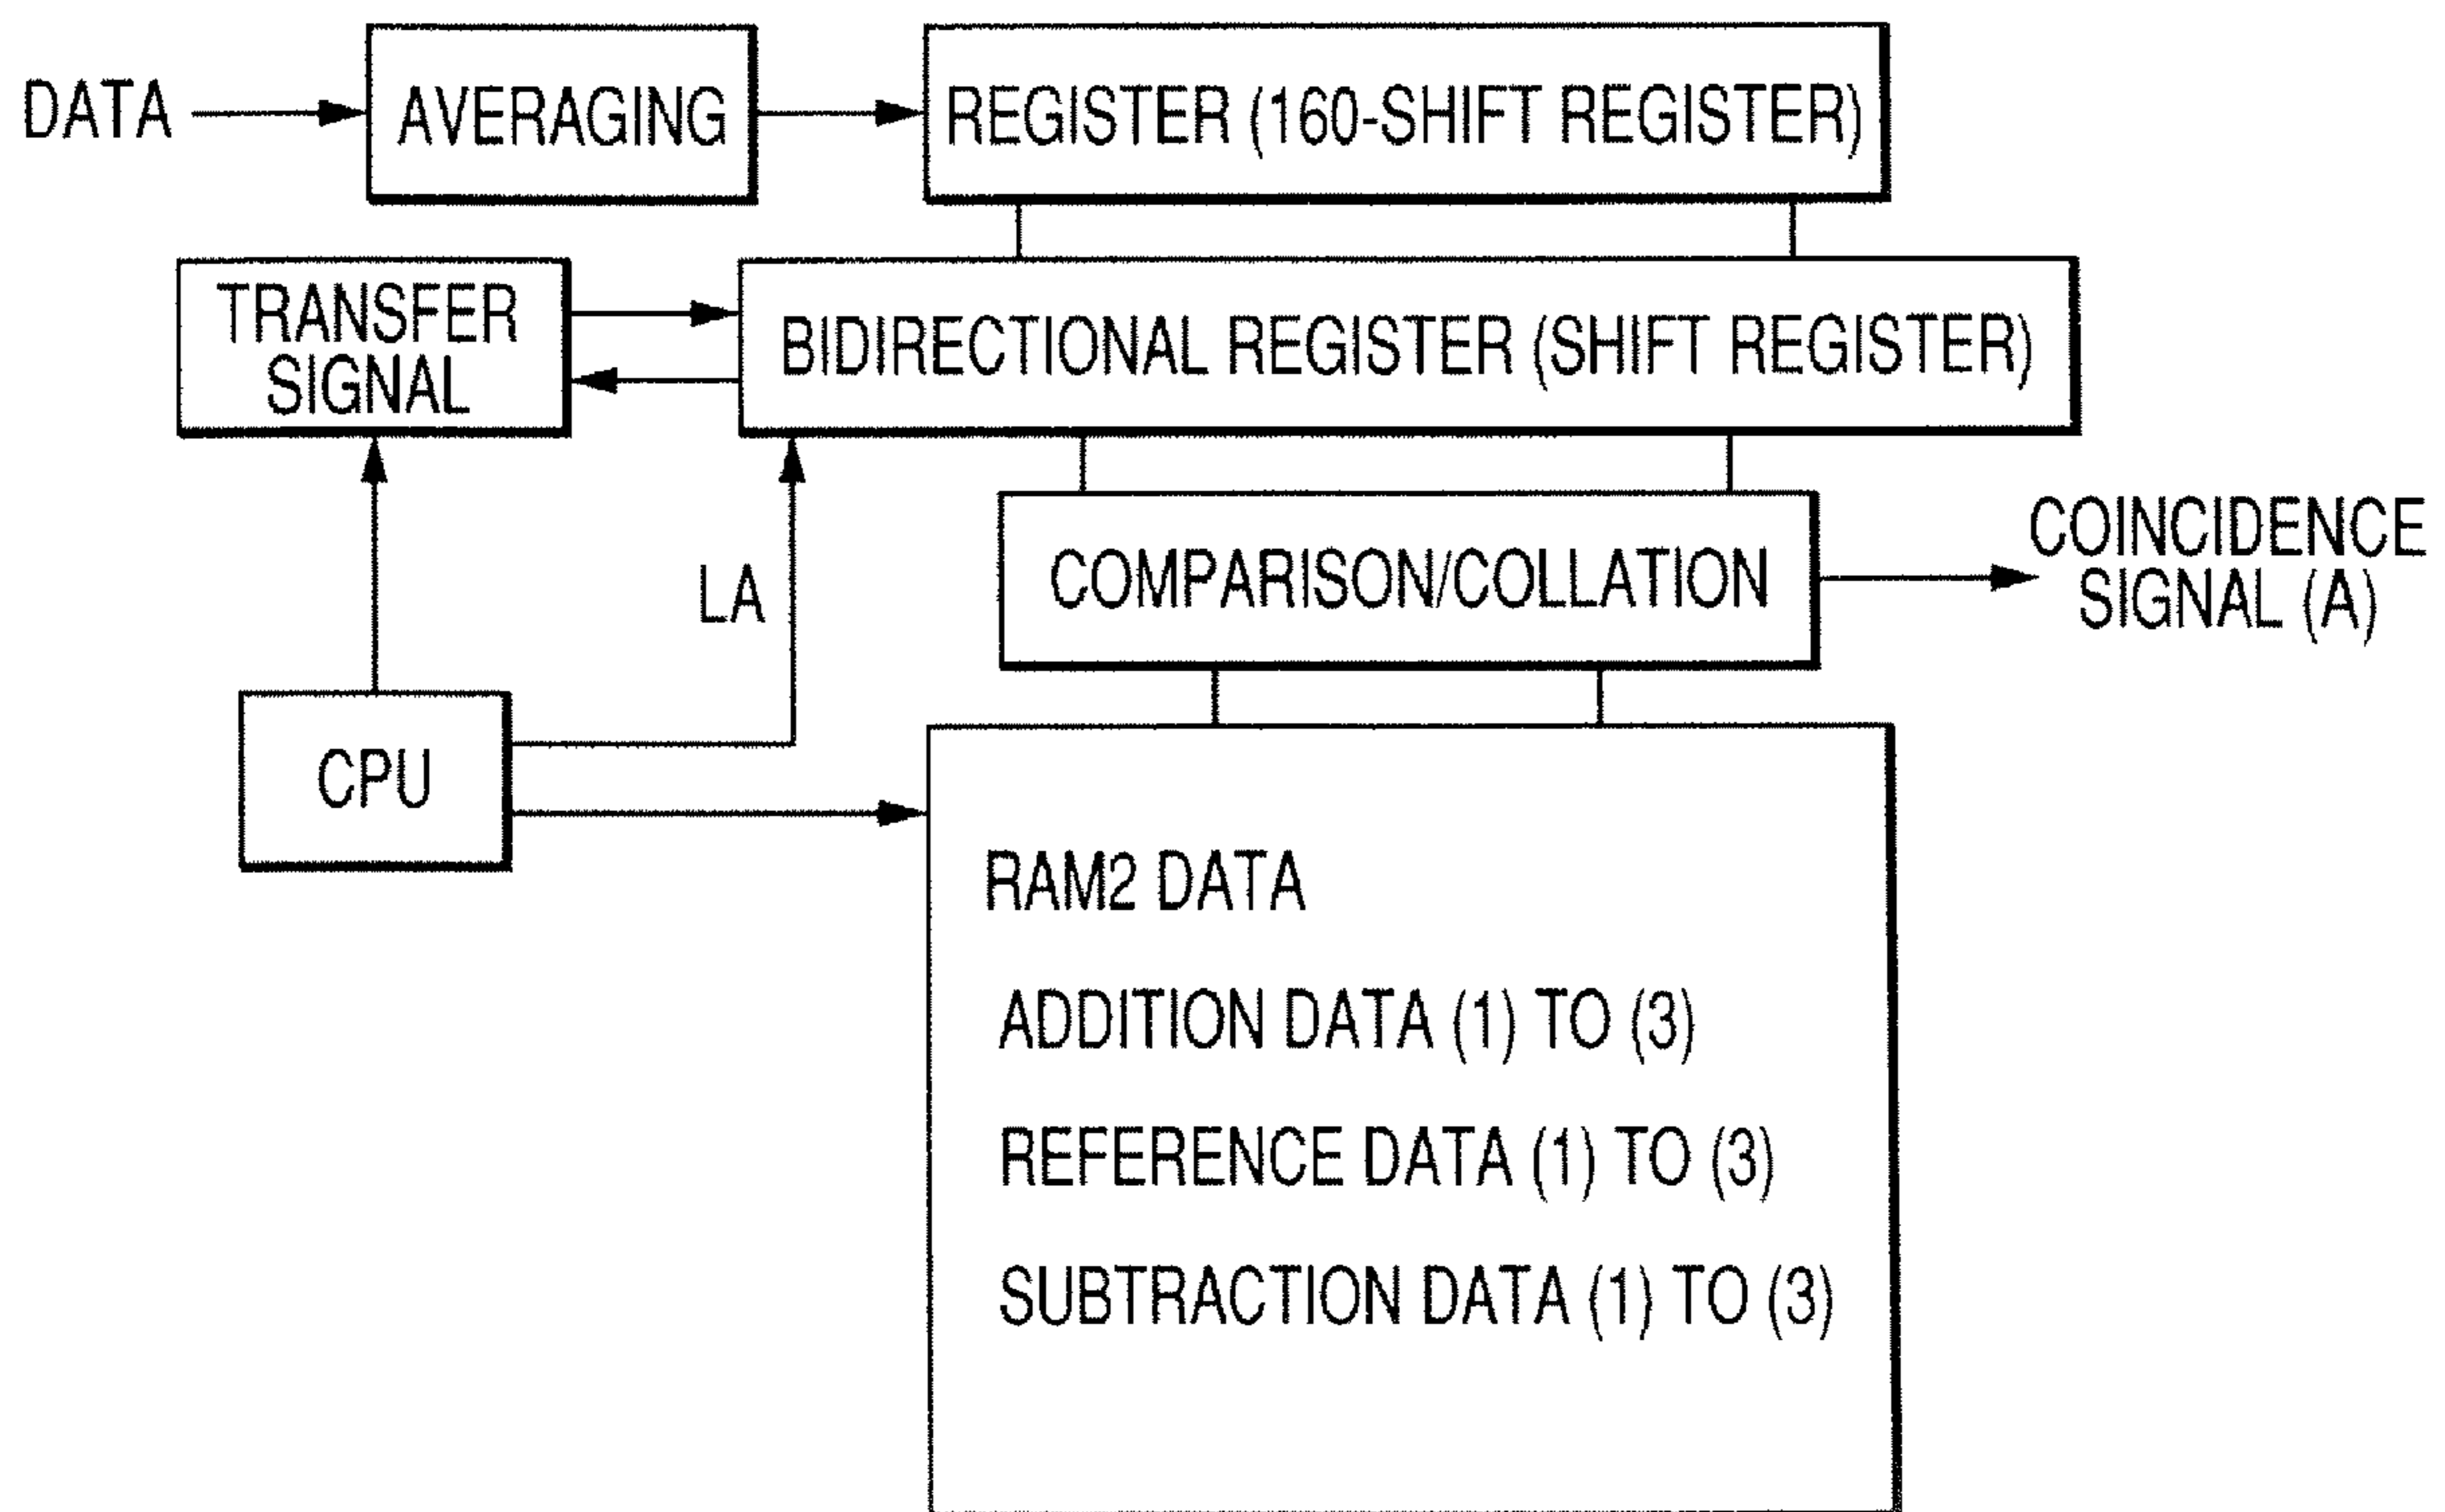 DATA
AVERAGING
REGISTER (160-SHIFT REGISTER)
TRANSFER
SIGNAL
BIDIRECTIONAL REGISTER (SHIFT REGISTER)
LA
COMPARISON/COLLATION
COINCIDENCE
SIGNAL (A)
CPU
RAM2 DATA
ADDITION DATA (1) TO (3)
REFERENCE DATA (1) TO (3)
SUBTRACTION DATA (1) TO (3)